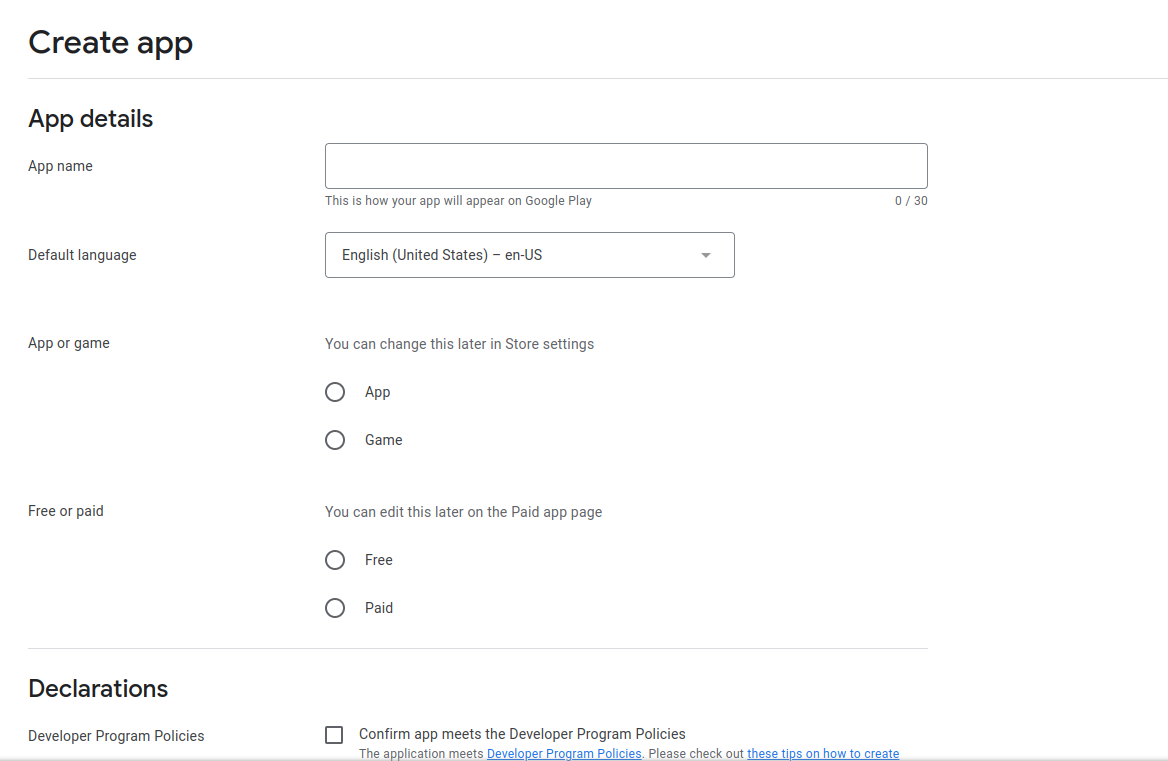 Create app
App details
App name
This is how your app will appear on Google Play 0 / 30
Default language English (United States) – en-US
App or game You can change this later in Store settings
App
Game
Free or paid You can edit this later on the Paid app page
Free
Paid
Declarations
Developer Program Policies Confirm app meets the Developer Program Policies
The application meets Developer Program Policies. Please check out these tips on how to create